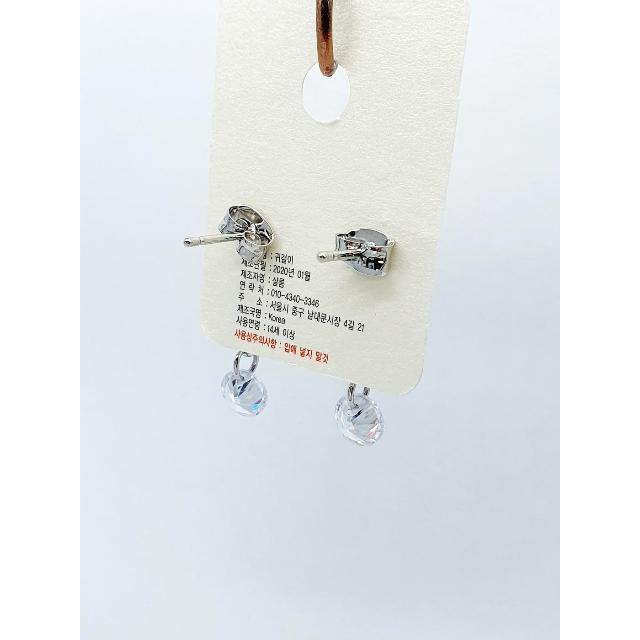 : 귀걸이
제조년월 : 2020년 01월
제조자명 : 살몸
연 락 처 : 010-4340-3346
주 소 : 서울시 중구 남대문시장 4길 21
제조국명 : Korea
사용연령 : 14세 이상
사용상주의사항 : 입에 넣지 말것